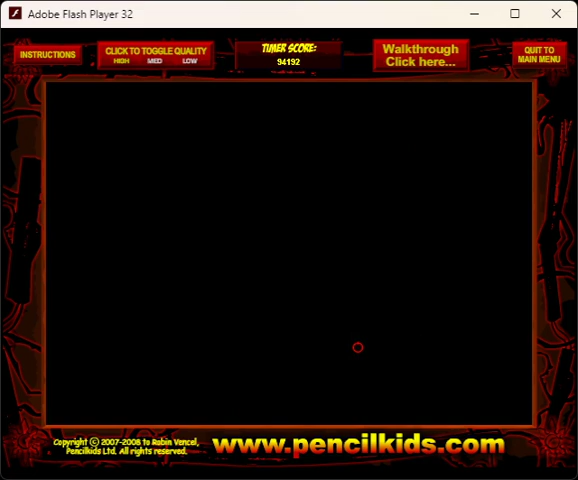 Adobe Flash Player 32
INSTRUCTIONS
CLICK TO TOGGLE QUALITY
HIGH MED LOW
TIMER SCORE:
94192
Walkthrough
Click here...
QUIT TO
MAIN MENU
Copyright © 2007-2008 to Robin Vencel,
Pencilkids Ltd. All rights reserved.
www.pencilkids.com